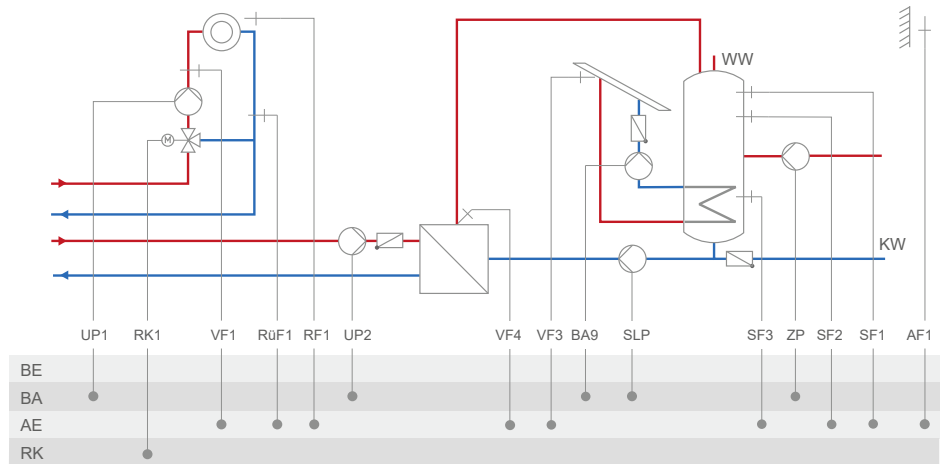 WW
M
KW
UP1 RK1 VF1 RüF1 RF1 UP2 VF4 VF3 BA9 SLP SF3 ZP SF2 SF1 AF1
BE
BA
AE
RK